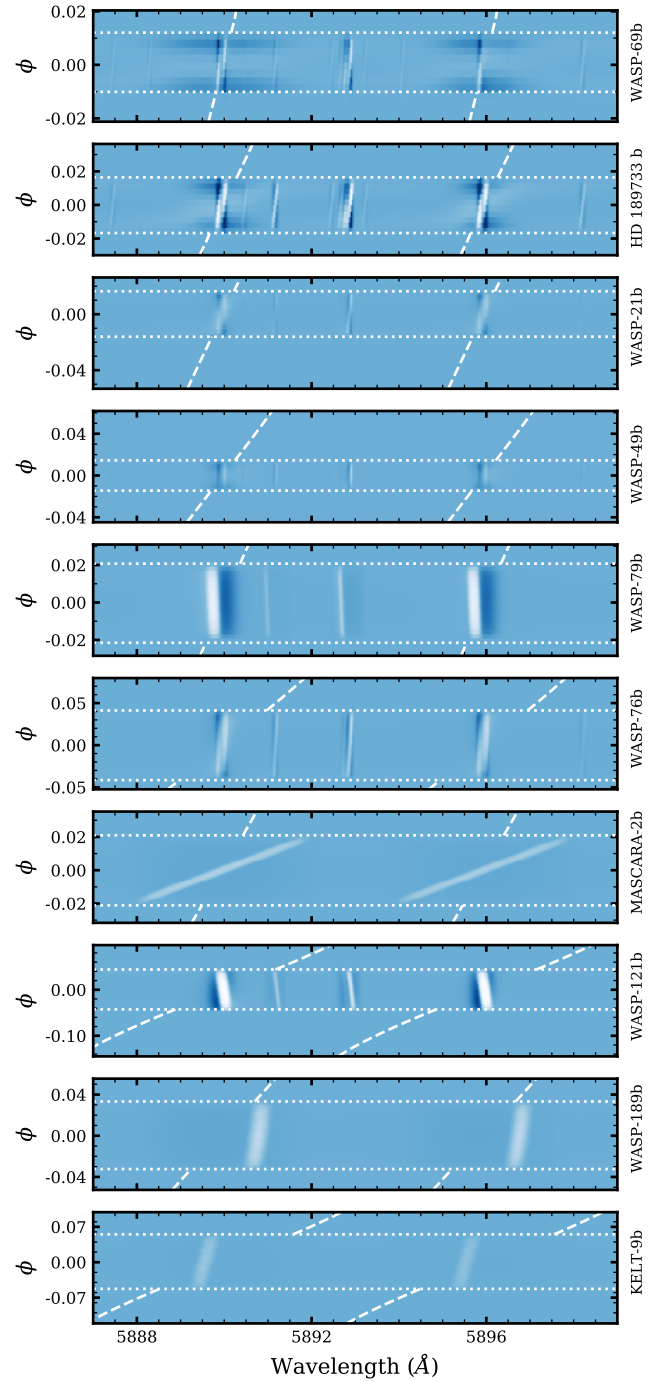 0.02
0.00
-0.02
ϕ
WASP-69b
0.02
0.00
-0.02
ϕ
HD 189733 b
0.00
-0.04
ϕ
WASP-21b
0.04
0.00
-0.04
ϕ
WASP-49b
0.02
0.00
-0.02
ϕ
WASP-79b
0.05
0.00
-0.05
ϕ
WASP-76b
0.02
0.00
-0.02
ϕ
MASCARA-2b
0.00
-0.10
ϕ
WASP-121b
0.04
0.00
-0.04
ϕ
WASP-189b
0.07
0.00
-0.07
ϕ
KELT-9b
5888 5892 5896
Wavelength (Å)